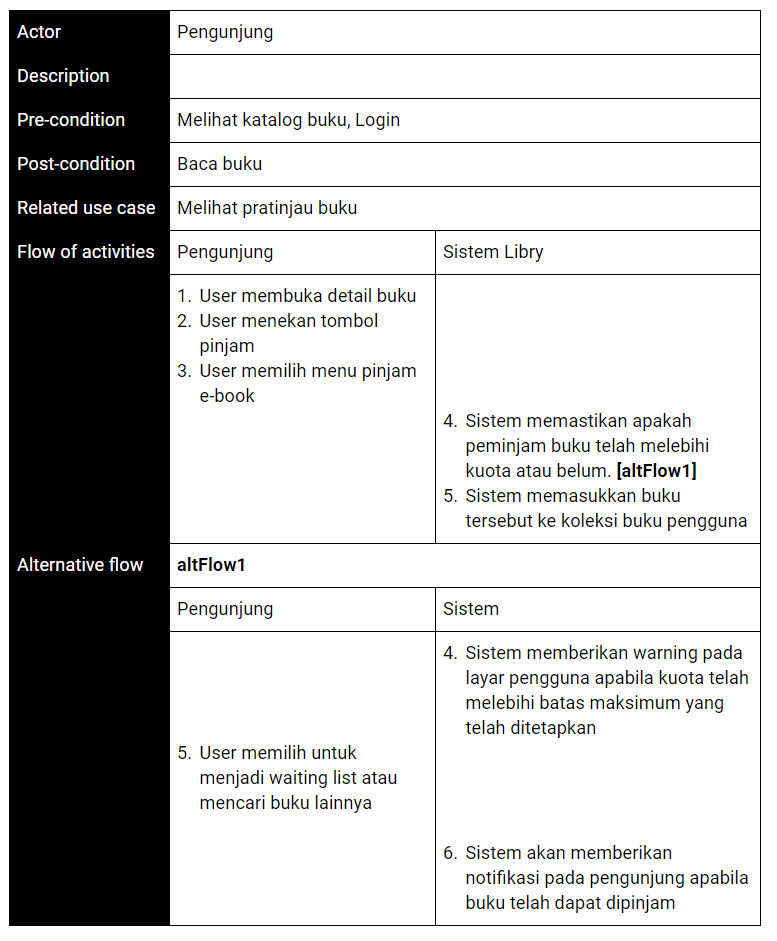 Actor
Pengunjung
Description
Pre-condition
Melihat katalog buku, Login
Post-condition
Baca buku
Related use case
Melihat pratinjau buku
Flow of activities
Pengunjung
Sistem Libry
1. User membuka detail buku
2. User menekan tombol
pinjam
3. User memilih menu pinjam
e-book
4. Sistem memastikan apakah
peminjam buku telah melebihi
kuota atau belum. [altFlow1]
5. Sistem memasukkan buku
tersebut ke koleksi buku pengguna
Alternative flow
altFlow1
Pengunjung
Sistem
4. Sistem memberikan warning pada
layar pengguna apabila kuota telah
melebihi batas maksimum yang
telah ditetapkan
5. User memilih untuk
menjadi waiting list atau
mencari buku lainnya
6. Sistem akan memberikan
notifikasi pada pengunjung apabila
buku telah dapat dipinjam